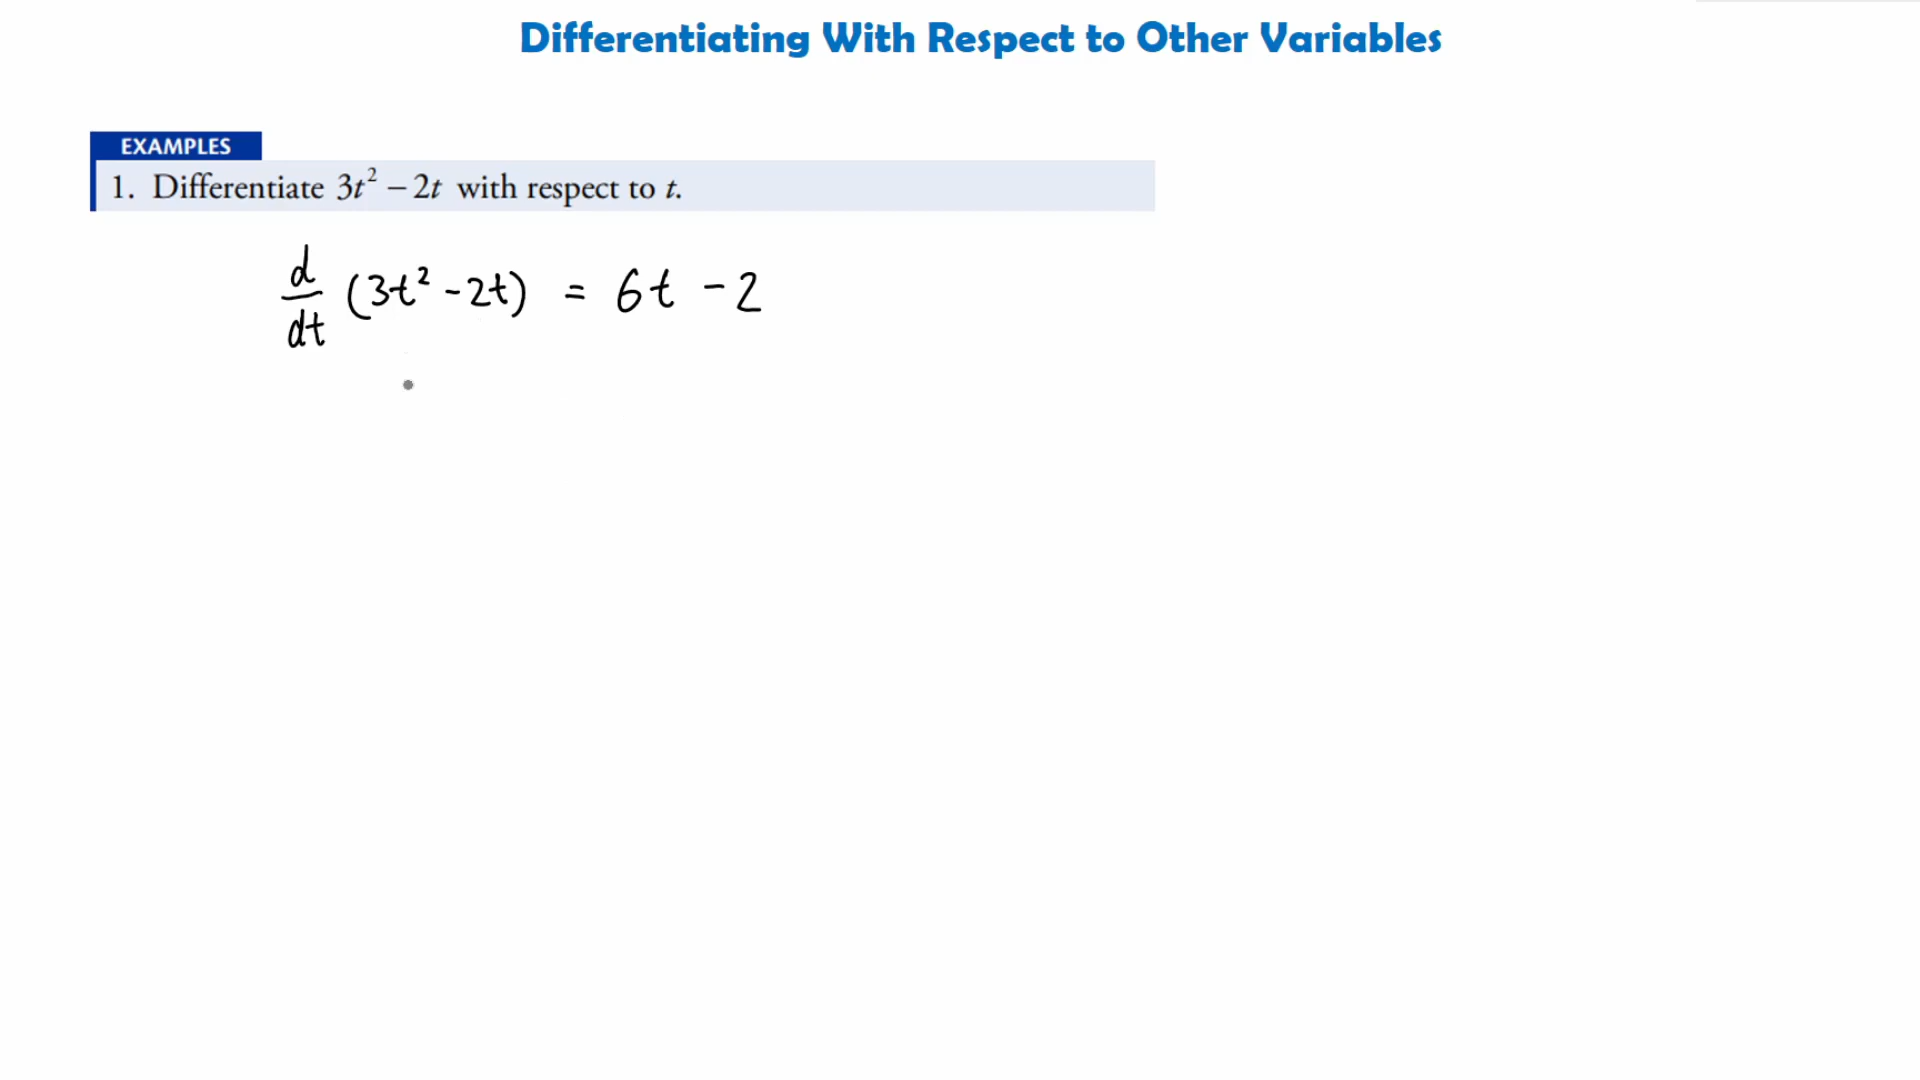 Differentiating With Respect to Other Variables
EXAMPLES
1. Differentiate 3t² − 2t with respect to t.
d/dt (3t² - 2t) = 6t - 2